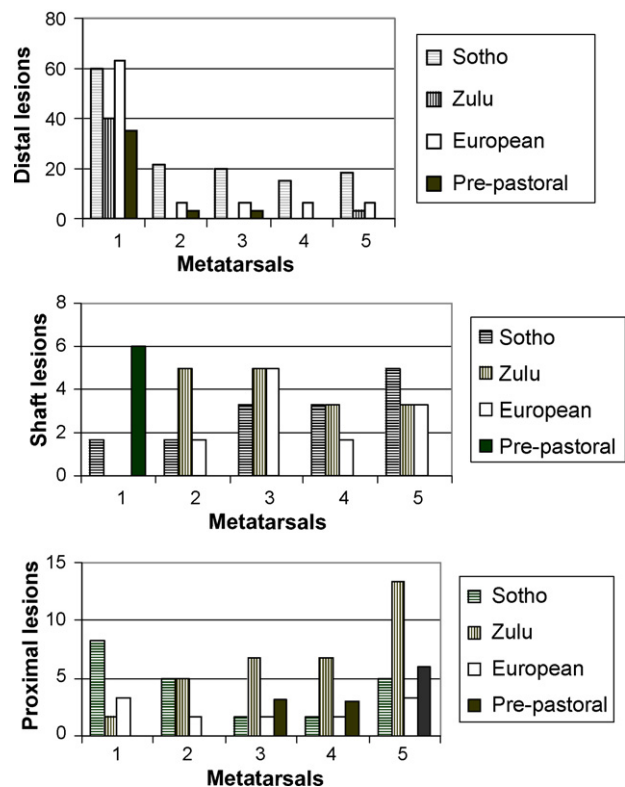 Distal lesions
80
60
40
20
0
1 2 3 4 5
Metatarsals
Sotho
Zulu
European
Pre-pastoral
Shaft lesions
8
6
4
2
0
1 2 3 4 5
Metatarsals
Sotho
Zulu
European
Pre-pastoral
Proximal lesions
15
10
5
0
1 2 3 4 5
Metatarsals
Sotho
Zulu
European
Pre-pastoral